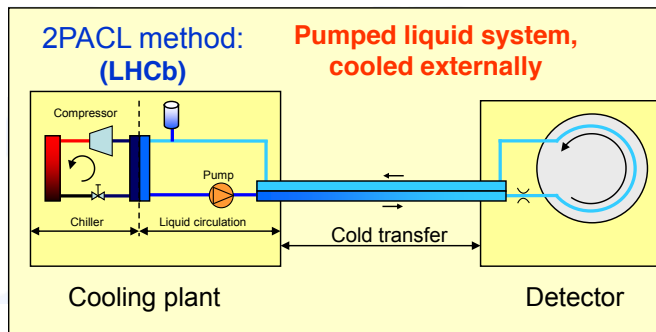 2PACL method:
(LHCb)
Pumped liquid system,
cooled externally
Compressor
Pump
Chiller
Liquid circulation
Cold transfer
Cooling plant
Detector